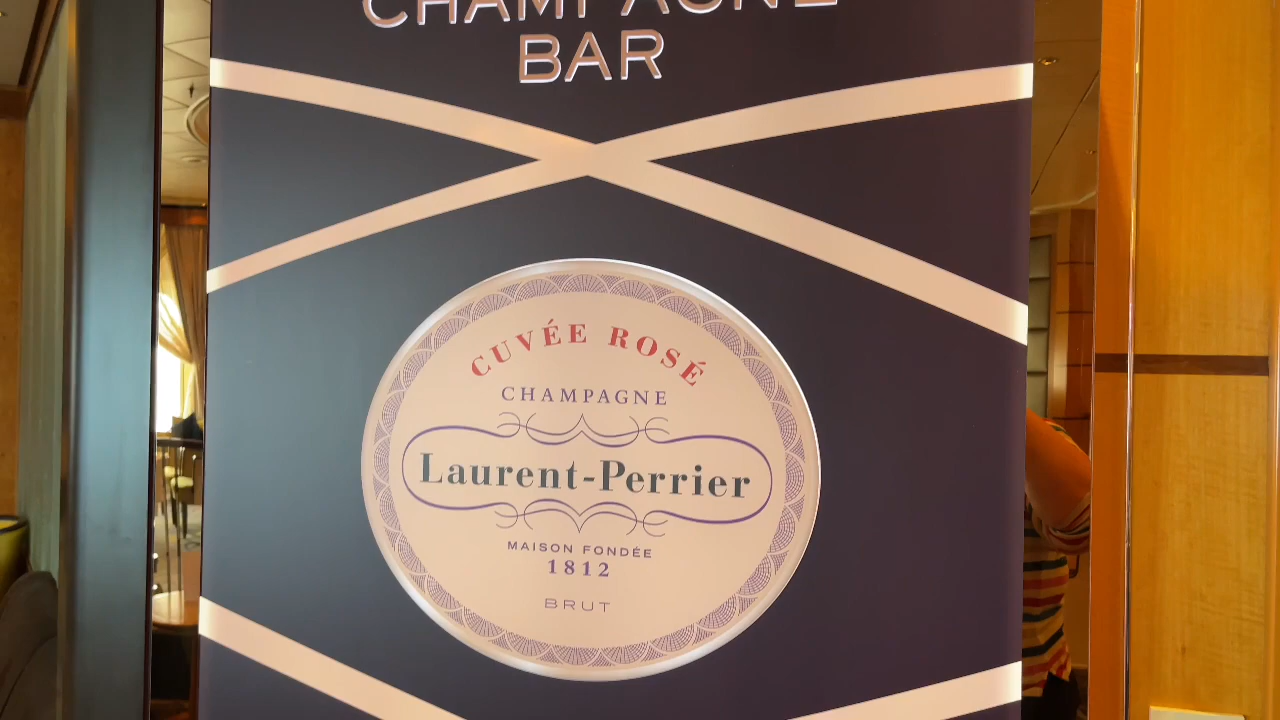 CHAMPAGNE
BAR
CUVÉE ROSÉ
CHAMPAGNE
Laurent-Perrier
MAISON FONDÉE
1812
BRUT